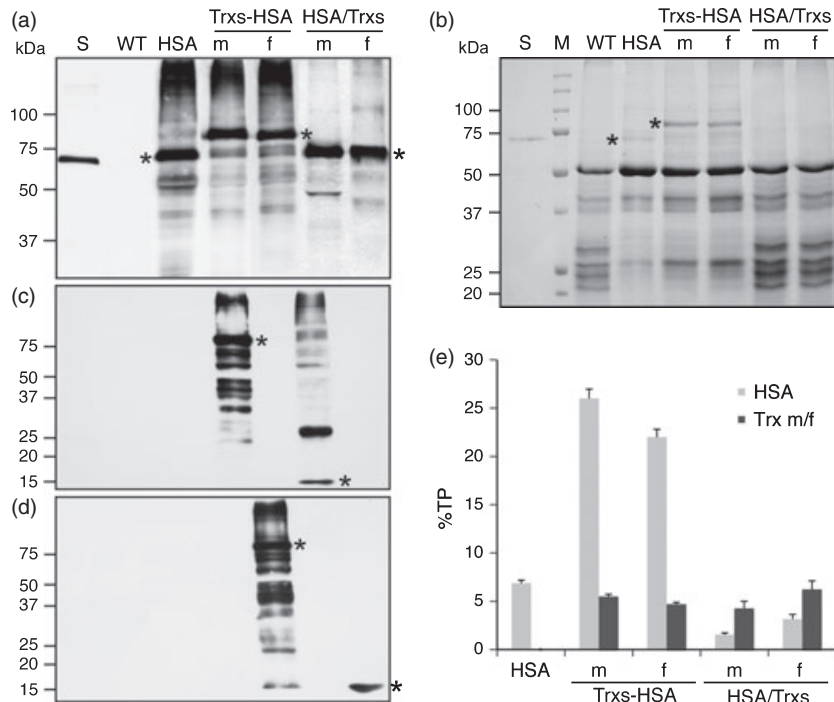 (a)
Trxs-HSA HSA/Trxs
kDa S WT HSA m f m f
100
75
50
37
*
*
*
(b)
Trxs-HSA HSA/Trxs
kDa S M WT HSA m f m f
100
75
50
37
25
20
*
*
(c)
75
50
37
25
20
15
*
*
(d)
75
50
37
25
20
15
*
*
(e)
30
25
20
15
10
5
0
%TP
HSA
Trx m/f
HSA m f m f
Trxs-HSA HSA/Trxs